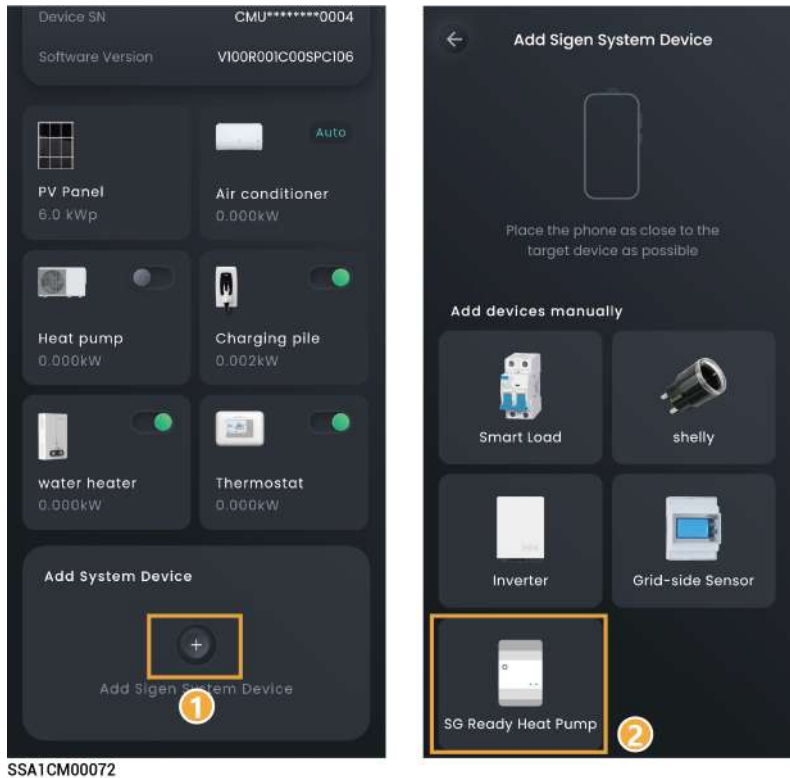 Device SN CMU********0004
Software Version V100R001C00SPC106
Auto
PV Panel
6.0 kWp
Air conditioner
0.000kW
Heat pump
0.000kW
Charging pile
0.002kW
water heater
0.000kW
Thermostat
0.000kW
Add System Device
+
Add Sigen System Device
1
SSA1CM00072
Add Sigen System Device
Place the phone as close to the
target device as possible
Add devices manually
Smart Load
shelly
Inverter
Grid-side Sensor
SG Ready Heat Pump
2